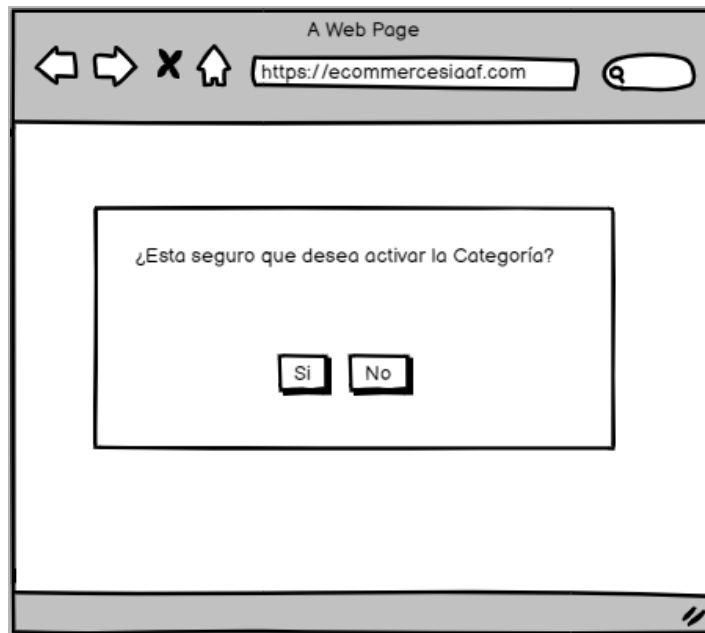 A Web Page
https://ecommercesiaaf.com
¿Esta seguro que desea activar la Categoría?
Si
No